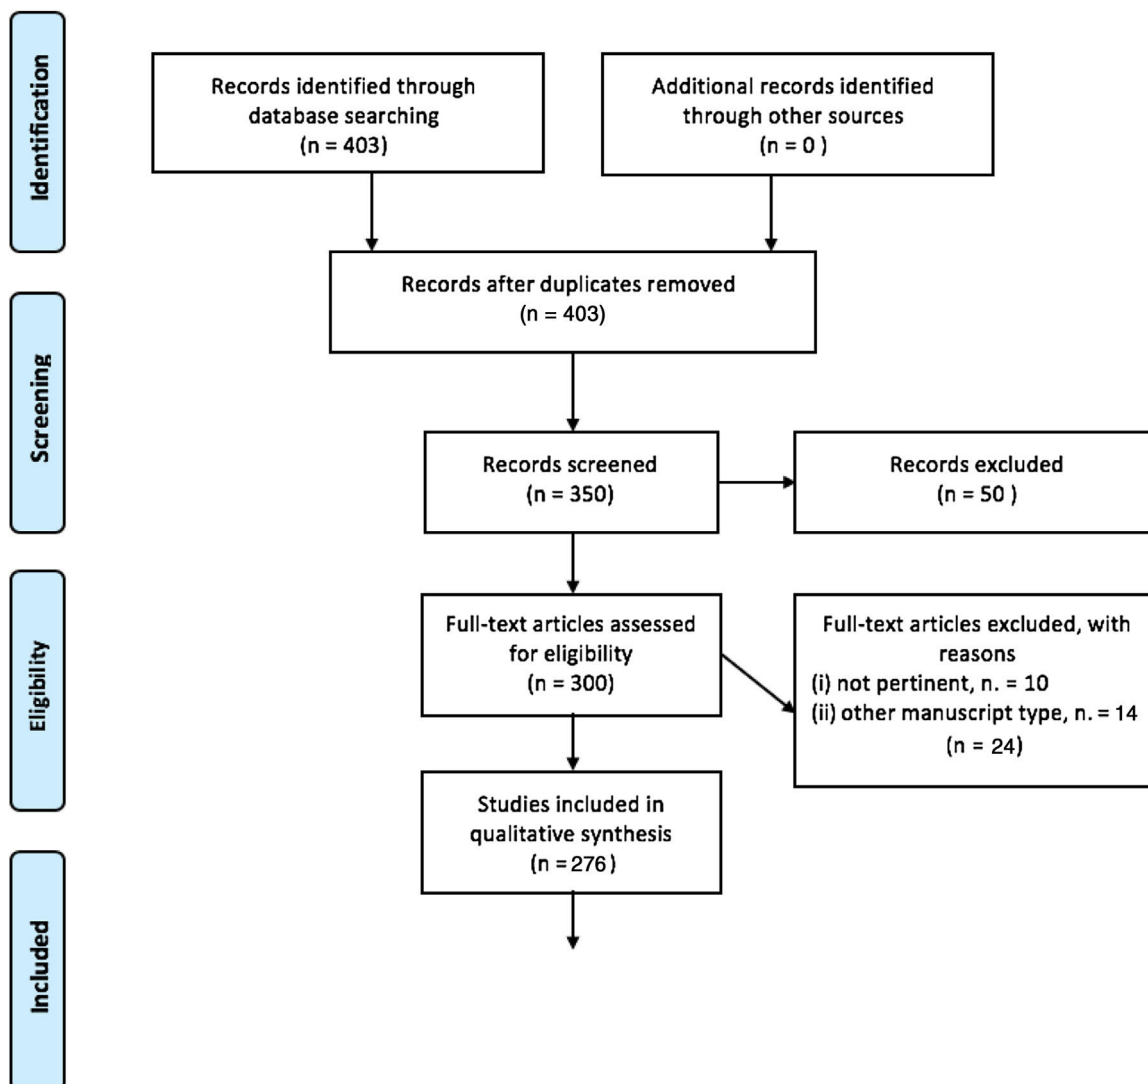 Identification
Records identified through
database searching
(n = 403)
Additional records identified
through other sources
(n = 0 )
Records after duplicates removed
(n = 403)
Screening
Records screened
(n = 350)
Records excluded
(n = 50 )
Eligibility
Full-text articles assessed
for eligibility
(n = 300)
Full-text articles excluded, with
reasons
(i) not pertinent, n. = 10
(ii) other manuscript type, n. = 14
(n = 24)
Studies included in
qualitative synthesis
(n = 276 )
Included